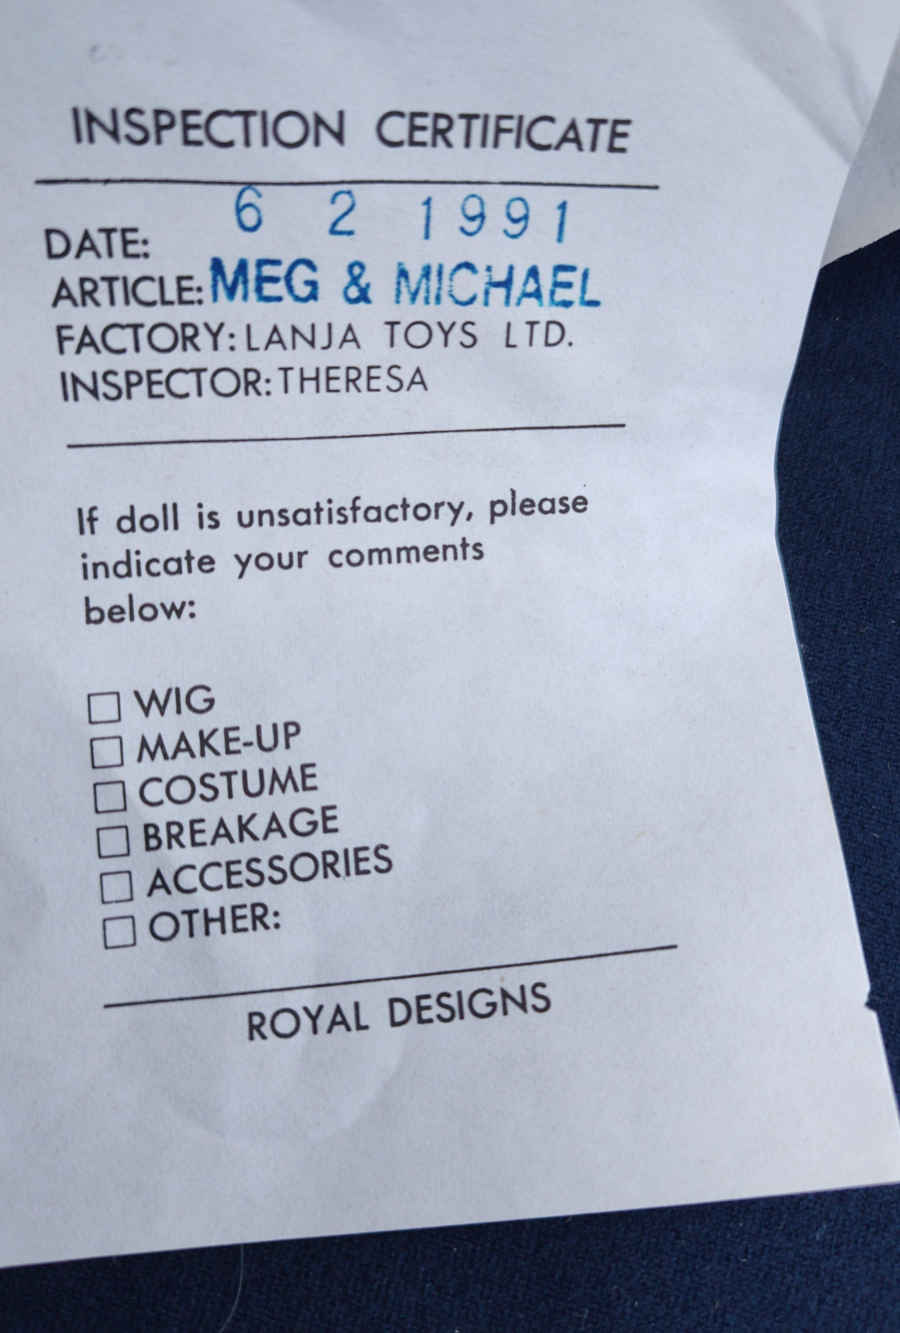 INSPECTION CERTIFICATE
DATE: 6 2 1991
ARTICLE: MEG & MICHAEL
FACTORY: LANJA TOYS LTD.
INSPECTOR: THERESA
If doll is unsatisfactory, please
indicate your comments
below:
☐ WIG
☐ MAKE-UP
☐ COSTUME
☐ BREAKAGE
☐ ACCESSORIES
☐ OTHER:
ROYAL DESIGNS